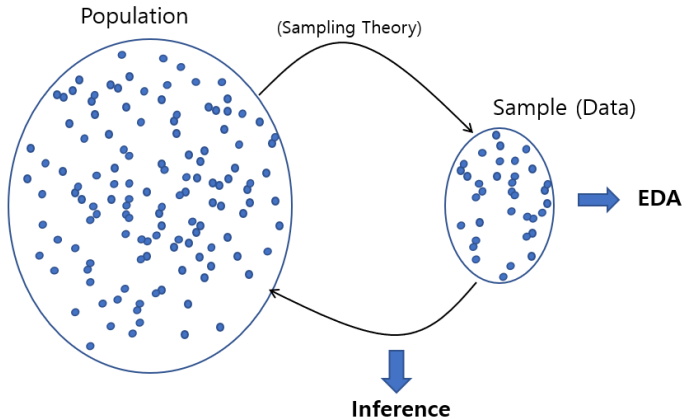 Population
(Sampling Theory)
Sample (Data)
EDA
Inference